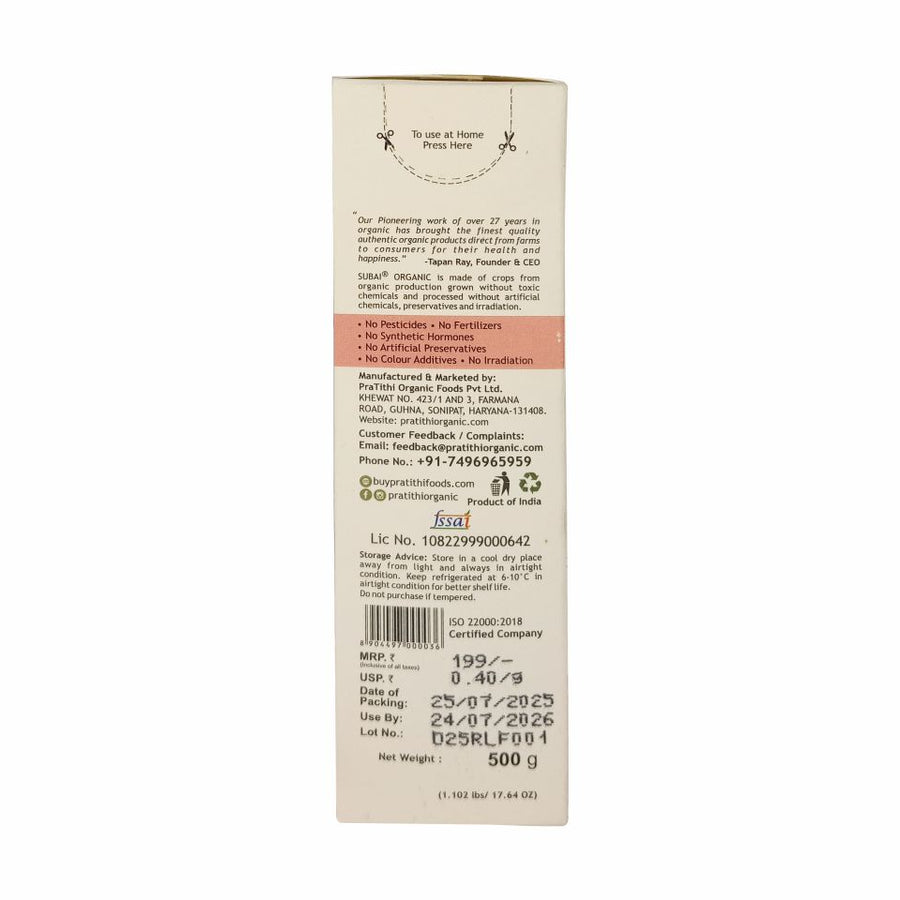 To use at Home
Press Here
"Our Pioneering work of over 27 years in
organic has brought the finest quality
authentic organic products direct from farms
to consumers for their health and
happiness."
-Tapan Ray, Founder & CEO
SUBAI® ORGANIC is made of crops from
organic production grown without toxic
chemicals and processed without artificial
chemicals, preservatives and irradiation.
• No Pesticides • No Fertilizers
• No Synthetic Hormones
• No Artificial Preservatives
• No Colour Additives • No Irradiation
Manufactured & Marketed by:
PraTithi Organic Foods Pvt Ltd.
KHEWAT NO. 423/1 AND 3, FARMANA
ROAD, GUHNA, SONIPAT, HARYANA-131408.
Website: pratithiorganic.com
Customer Feedback / Complaints:
Email: feedback@pratithiorganic.com
Phone No.: +91-7496965959
buypratithifoods.com
pratithiorganic
Product of India
fssai
Lic No. 10822999000642
Storage Advice: Store in a cool dry place
away from light and always in airtight
condition. Keep refrigerated at 6-10°C in
airtight condition for better shelf life.
Do not purchase if tempered.
8 904497 000036
ISO 22000:2018
Certified Company
MRP. ₹ 199/-
(Inclusive of all taxes)
USP. ₹ 0.40/g
Date of
Packing: 25/07/2025
Use By: 24/07/2026
Lot No.: D25RLF001
Net Weight : 500 g
(1.102 lbs/ 17.64 OZ)